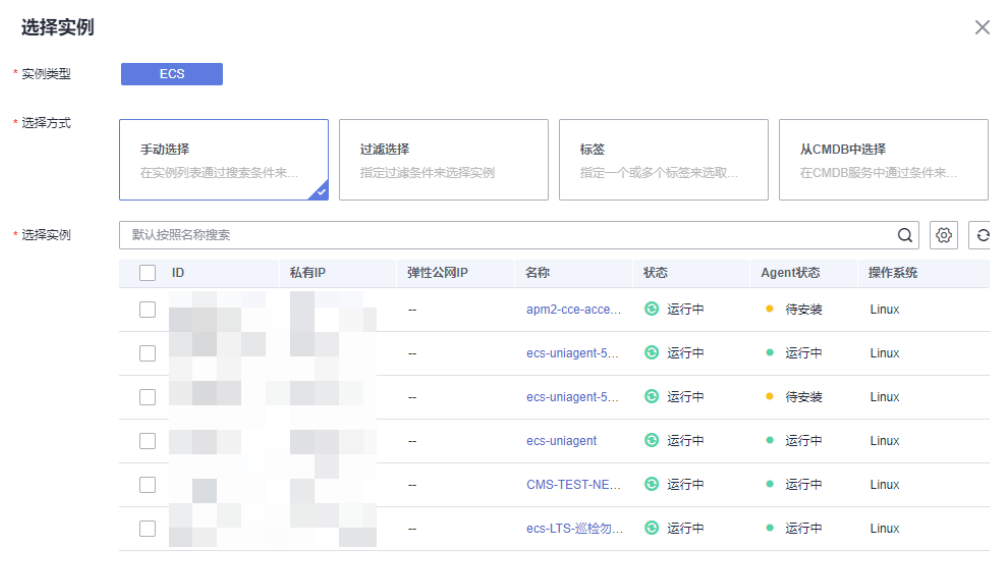 选择实例
* 实例类型 ECS
* 选择方式
手动选择 过滤选择 标签 从CMDB中选择
在实例列表通过搜索条件来... 指定过滤条件来选择实例 指定一个或多个标签来选取... 在CMDB服务中通过条件来...
* 选择实例 默认按照名称搜索
ID 私有IP 弹性公网IP 名称 状态 Agent状态 操作系统
-- apm2-cce-acce... 运行中 待安装 Linux
-- ecs-uniagent-5... 运行中 运行中 Linux
-- ecs-uniagent-5... 运行中 待安装 Linux
-- ecs-uniagent 运行中 运行中 Linux
-- CMS-TEST-NE... 运行中 运行中 Linux
-- ecs-LTS-巡检勿... 运行中 运行中 Linux